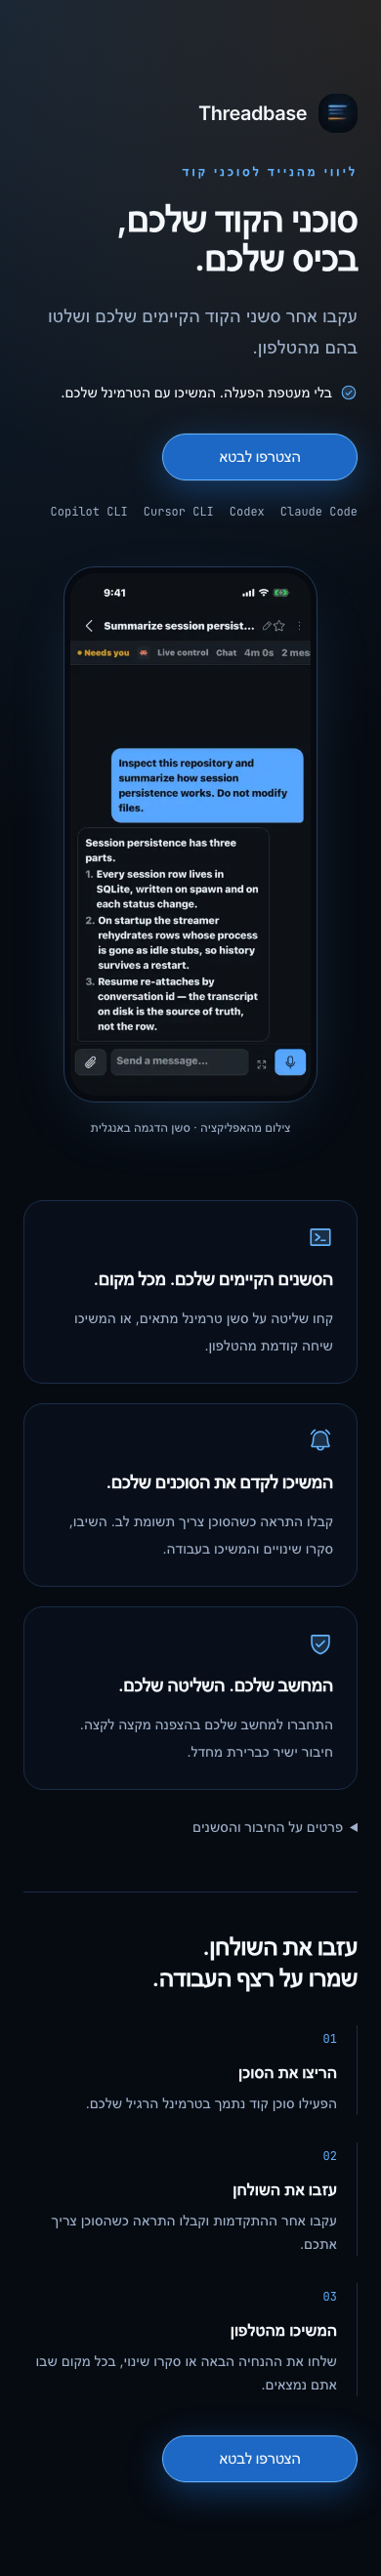 Threadbase
ליווי מהנייד לסוכני קוד
סוכני הקוד שלכם,
בכיס שלכם.
עקבו אחר סשני הקוד הקיימים שלכם ושלטו
בהם מהטלפון.
בלי מעטפת הפעלה. המשיכו עם הטרמינל שלכם.
הצטרפו לבטא
Copilot CLI Cursor CLI Codex Claude Code
9:41
Summarize session persist...
Needs you Live control Chat 4m 0s 2 mes
Inspect this repository and
summarize how session
persistence works. Do not modify
files.
Session persistence has three
parts.
1. Every session row lives in
SQLite, written on spawn and on
each status change.
2. On startup the streamer
rehydrates rows whose process
is gone as idle stubs, so history
survives a restart.
3. Resume re-attaches by
conversation id — the transcript
on disk is the source of truth,
not the row.
Send a message...
צילום מהאפליקציה · סשן הדגמה באנגלית
הסשנים הקיימים שלכם. מכל מקום.
קחו שליטה על סשן טרמינל מתאים, או המשיכו
שיחה קודמת מהטלפון.
המשיכו לקדם את הסוכנים שלכם.
קבלו התראה כשהסוכן צריך תשומת לב. השיבו,
סקרו שינויים והמשיכו בעבודה.
המחשב שלכם. השליטה שלכם.
התחברו למחשב שלכם בהצפנה מקצה לקצה.
חיבור ישיר כברירת מחדל.
פרטים על החיבור והסשנים
עזבו את השולחן.
שמרו על רצף העבודה.
01
הריצו את הסוכן
הפעילו סוכן קוד נתמך בטרמינל הרגיל שלכם.
02
עזבו את השולחן
עקבו אחר ההתקדמות וקבלו התראה כשהסוכן צריך
אתכם.
03
המשיכו מהטלפון
שלחו את ההנחיה הבאה או סקרו שינוי, בכל מקום שבו
אתם נמצאים.
הצטרפו לבטא